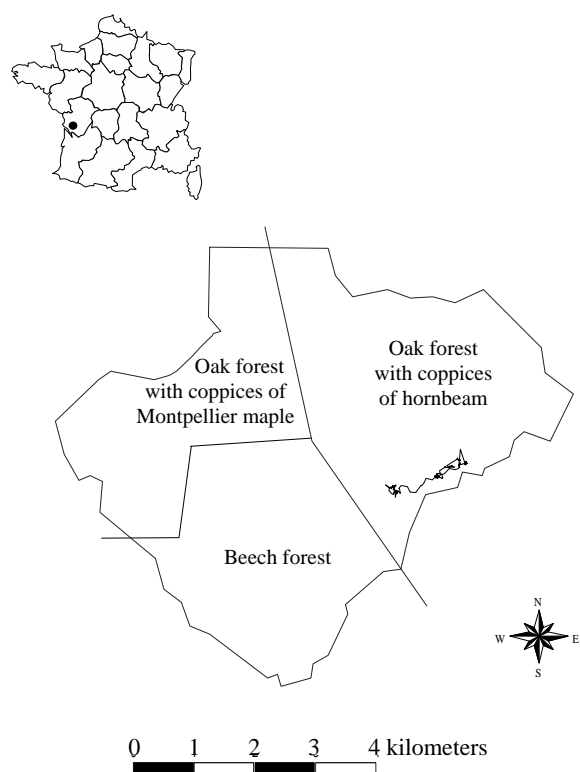 Oak forest
with coppices of
Montpellier maple
Oak forest
with coppices
of hornbeam
Beech forest
N
W E
S
0 1 2 3 4 kilometers